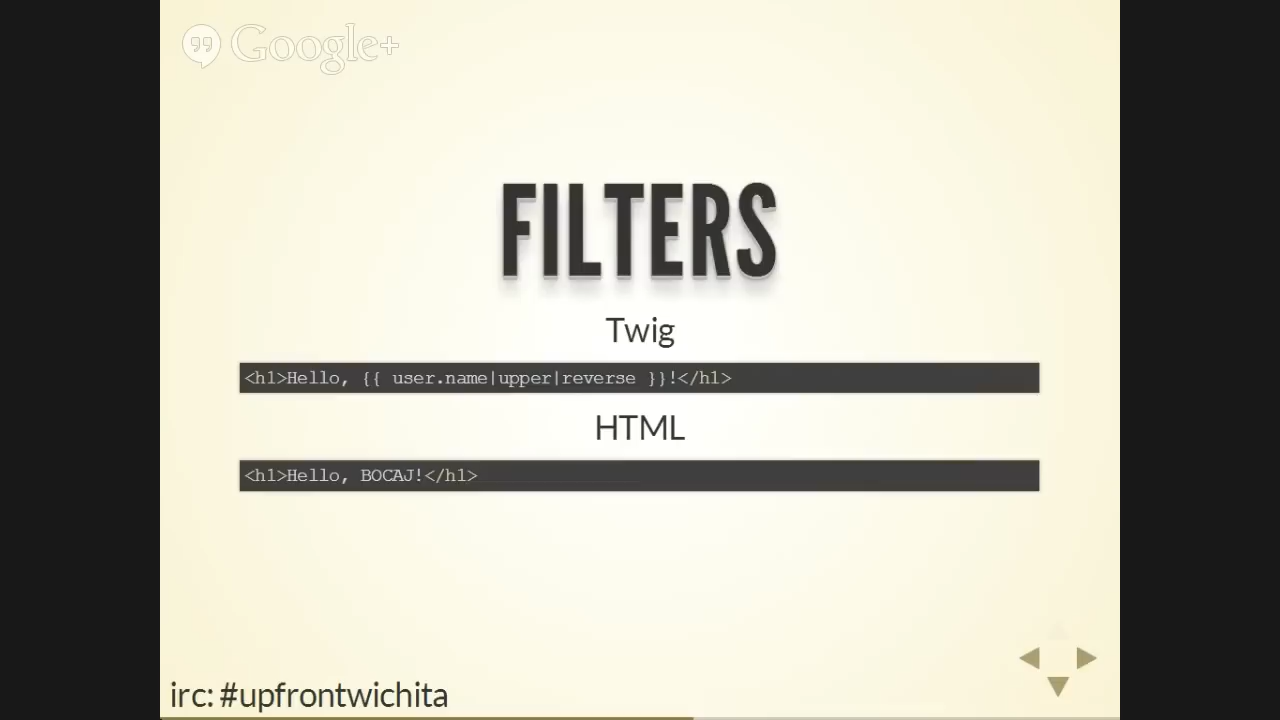 Google+
FILTERS
Twig
<h1>Hello, {{ user.name|upper|reverse }}!</h1>
HTML
<h1>Hello, BOCAJ!</h1>
irc: #upfrontwichita